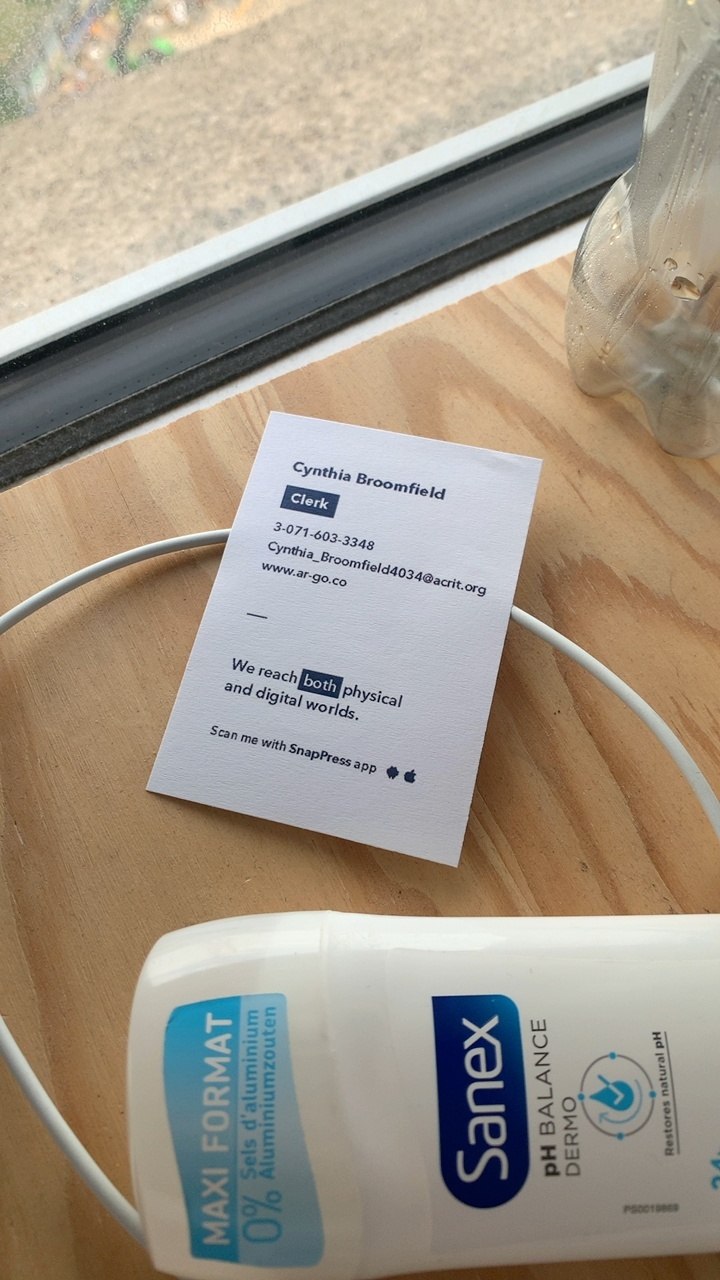 Cynthia Broomfield
Clerk
3-071-603-3348
Cynthia_Broomfield4034@acrit.org
www.ar-go.co
We reach both physical
and digital worlds.
Scan me with SnapPress app
MAXI FORMAT
0% Sels d'aluminium
Aluminiumzouten
Sanex
pH BALANCE
DERMO
Restores natural pH